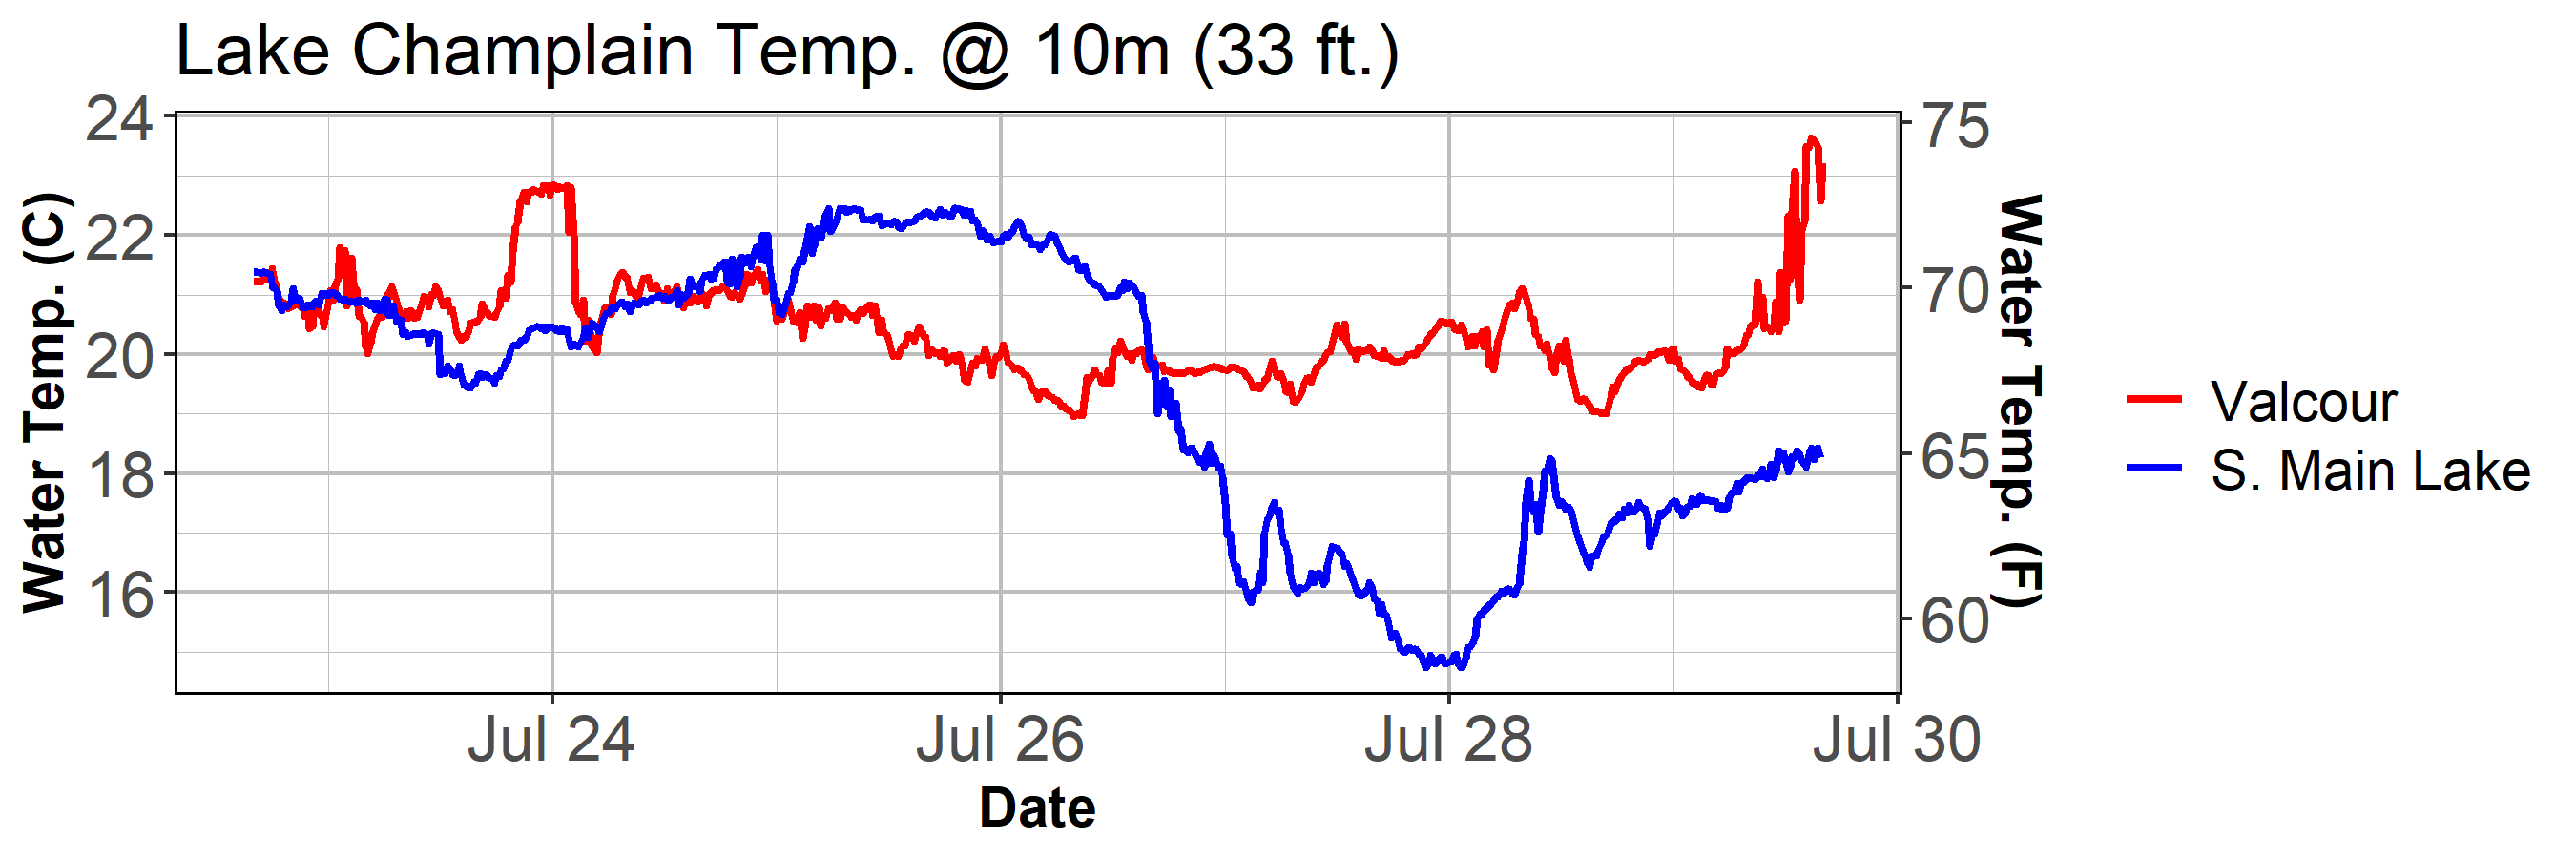 Lake Champlain Temp. @ 10m (33 ft.)
Water Temp. (C)
24
22
20
18
16
75
70
65
60
Water Temp. (F)
Jul 24
Jul 26
Jul 28
Jul 30
Date
Valcour
S. Main Lake